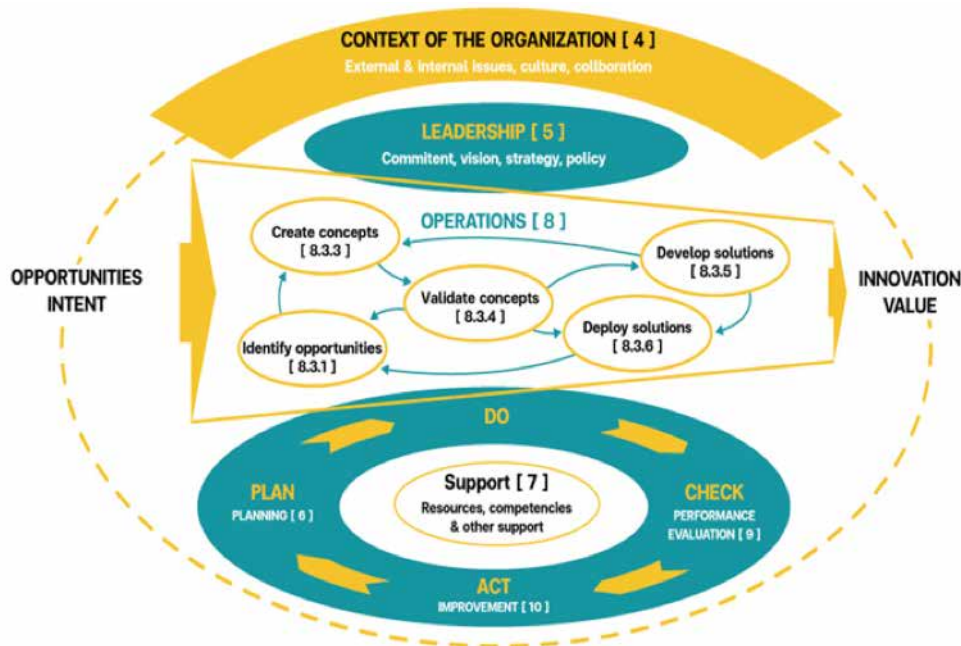 CONTEXT OF THE ORGANIZATION [ 4 ]
External & internal issues, culture, collboration
LEADERSHIP [ 5 ]
Commitent, vision, strategy, policy
OPERATIONS [ 8 ]
Create concepts
[ 8.3.3 ]
Develop solutions
[ 8.3.5 ]
OPPORTUNITIES
INTENT
Validate concepts
[ 8.3.4 ]
INNOVATION
VALUE
Identify opportunities
[ 8.3.1 ]
Deploy solutions
[ 8.3.6 ]
DO
Support [ 7 ]
Resources, competencies
& other support
PLAN
PLANNING [ 6 ]
CHECK
PERFORMANCE
EVALUATION [ 9 ]
ACT
IMPROVEMENT [ 10 ]